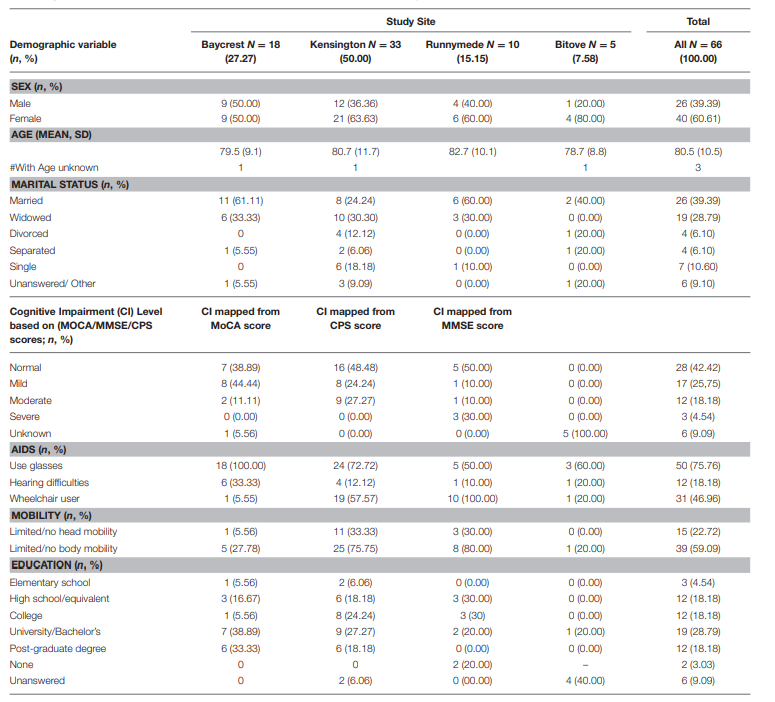 Study Site Total
Demographic variable Baycrest N = 18 Kensington N = 33 Runnymede N = 10 Bitove N = 5 All N = 66
(n, %) (27.27) (50.00) (15.15) (7.58) (100.00)
SEX (n, %)
Male 9 (50.00) 12 (36.36) 4 (40.00) 1 (20.00) 26 (39.39)
Female 9 (50.00) 21 (63.63) 6 (60.00) 4 (80.00) 40 (60.61)
AGE (MEAN, SD)
79.5 (9.1) 80.7 (11.7) 82.7 (10.1) 78.7 (8.8) 80.5 (10.5)
#With Age unknown 1 1 1 3
MARITAL STATUS (n, %)
Married 11 (61.11) 8 (24.24) 6 (60.00) 2 (40.00) 26 (39.39)
Widowed 6 (33.33) 10 (30.30) 3 (30.00) 0 (0.00) 19 (28.79)
Divorced 0 4 (12.12) 0 (0.00) 1 (20.00) 4 (6.10)
Separated 1 (5.55) 2 (6.06) 0 (0.00) 1 (20.00) 4 (6.10)
Single 0 6 (18.18) 1 (10.00) 0 (0.00) 7 (10.60)
Unanswered/ Other 1 (5.55) 3 (9.09) 0 (0.00) 1 (20.00) 6 (9.10)
Cognitive Impairment (CI) Level CI mapped from CI mapped from CI mapped from
based on (MOCA/MMSE/CPS MoCA score CPS score MMSE score
scores; n, %)
Normal 7 (38.89) 16 (48.48) 5 (50.00) 0 (0.00) 28 (42.42)
Mild 8 (44.44) 8 (24.24) 1 (10.00) 0 (0.00) 17 (25,75)
Moderate 2 (11.11) 9 (27.27) 1 (10.00) 0 (0.00) 12 (18.18)
Severe 0 (0.00) 0 (0.00) 3 (30.00) 0 (0.00) 3 (4.54)
Unknown 1 (5.56) 0 (0.00) 0 (0.00) 5 (100.00) 6 (9.09)
AIDS (n, %)
Use glasses 18 (100.00) 24 (72.72) 5 (50.00) 3 (60.00) 50 (75.76)
Hearing difficulties 6 (33.33) 4 (12.12) 1 (10.00) 1 (20.00) 12 (18.18)
Wheelchair user 1 (5.55) 19 (57.57) 10 (100.00) 1 (20.00) 31 (46.96)
MOBILITY (n, %)
Limited/no head mobility 1 (5.56) 11 (33.33) 3 (30.00) 0 (0.00) 15 (22.72)
Limited/no body mobility 5 (27.78) 25 (75.75) 8 (80.00) 1 (20.00) 39 (59.09)
EDUCATION (n, %)
Elementary school 1 (5.56) 2 (6.06) 0 (0.00) 0 (0.00) 3 (4.54)
High school/equivalent 3 (16.67) 6 (18.18) 3 (30.00) 0 (0.00) 12 (18.18)
College 1 (5.56) 8 (24.24) 3 (30) 0 (0.00) 12 (18.18)
University/Bachelor's 7 (38.89) 9 (27.27) 2 (20.00) 1 (20.00) 19 (28.79)
Post-graduate degree 6 (33.33) 6 (18.18) 0 (0.00) 0 (0.00) 12 (18.18)
None 0 0 2 (20.00) – 2 (3.03)
Unanswered 0 2 (6.06) 0 (00.00) 4 (40.00) 6 (9.09)